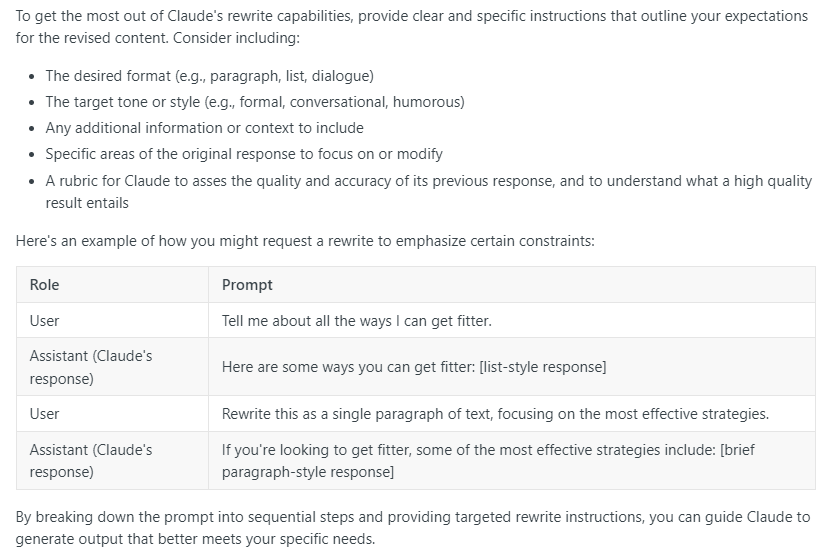 To get the most out of Claude's rewrite capabilities, provide clear and specific instructions that outline your expectations
for the revised content. Consider including:
• The desired format (e.g., paragraph, list, dialogue)
• The target tone or style (e.g., formal, conversational, humorous)
• Any additional information or context to include
• Specific areas of the original response to focus on or modify
• A rubric for Claude to asses the quality and accuracy of its previous response, and to understand what a high quality
result entails
Here's an example of how you might request a rewrite to emphasize certain constraints:
Role Prompt
User Tell me about all the ways I can get fitter.
Assistant (Claude's
response) Here are some ways you can get fitter: [list-style response]
User Rewrite this as a single paragraph of text, focusing on the most effective strategies.
Assistant (Claude's If you're looking to get fitter, some of the most effective strategies include: [brief
response) paragraph-style response]
By breaking down the prompt into sequential steps and providing targeted rewrite instructions, you can guide Claude to
generate output that better meets your specific needs.